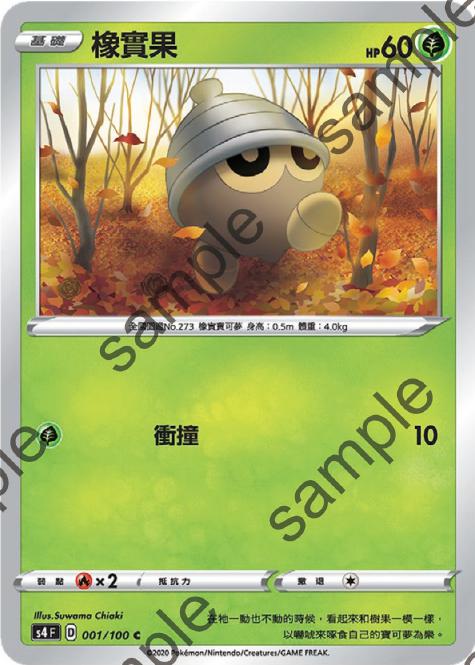 基礎 橡實果 HP60
全國圖鑑No.273 橡實寶可夢 身高：0.5m 體重：4.0kg
衝撞 10
弱點 ×2 抵抗力 撤退
Illus.Suwama Chiaki
在祂一動也不動的時候，看起來和樹果一模一樣，
以嚇唬來啄食自己的寶可夢為樂。
s4 F D 001/100 C
©2020 Pokémon/Nintendo/Creatures/GAME FREAK.
sample
sample
sample
sample
sample
sample